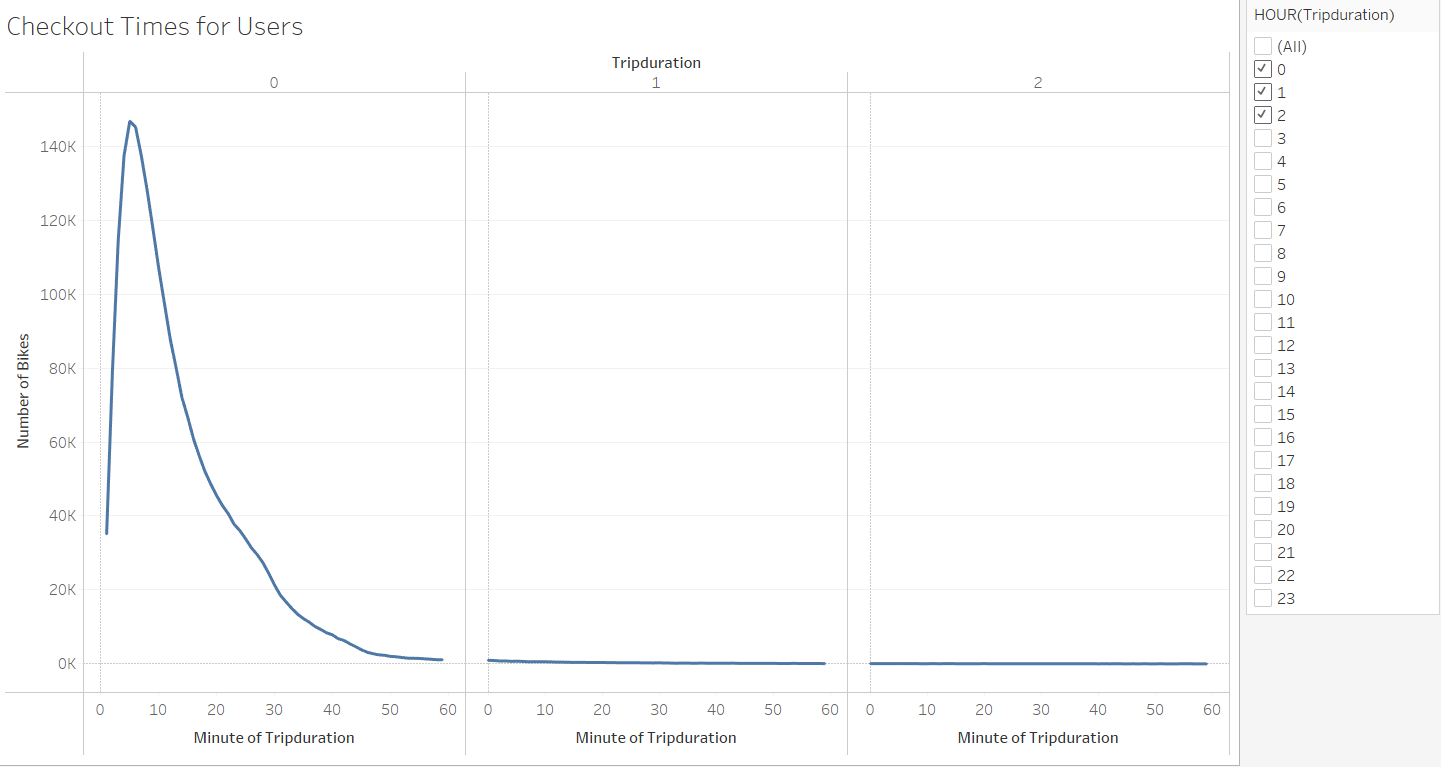 Checkout Times for Users
Tripduration
0 1 2
140K
120K
100K
80K
60K
40K
20K
0K
Number of Bikes
0 10 20 30 40 50 60 0 10 20 30 40 50 60 0 10 20 30 40 50 60
Minute of Tripduration Minute of Tripduration Minute of Tripduration
HOUR(Tripduration)
(All)
0
1
2
3
4
5
6
7
8
9
10
11
12
13
14
15
16
17
18
19
20
21
22
23